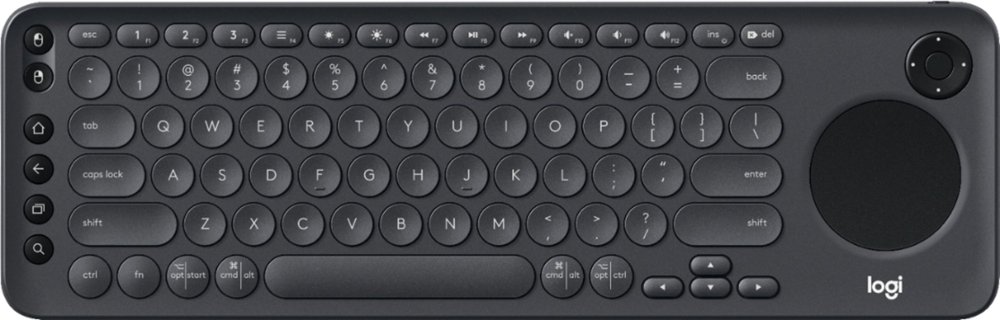 esc 1 F1 2 F2 3 F3 F4 F5 F6 F7 F8 F9 F10 F11 F12 ins del
~ ` ! 1 @ 2 # 3 $ 4 % 5 ^ 6 & 7 * 8 ( 9 ) 0 _ - + = back
tab Q W E R T Y U I O P { [ } ] | \
caps lock A S D F G H J K L : ; " ' enter
shift Z X C V B N M < , > . ? / shift
ctrl fn opt | start cmd | alt cmd | alt opt | ctrl
logi